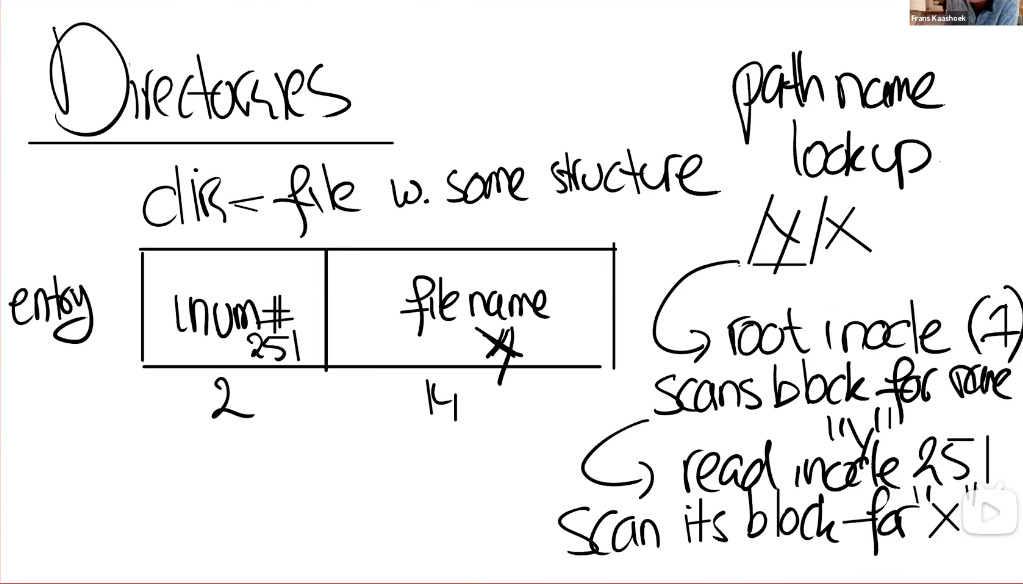 Frans Kaashoek
Directories
dir = file w. some structure
entry
inum#
251
filename
y
2
14
path name
lookup
/y/x
root inode (1)
scans block for name
"y"
read inode 251
scan its block for "x"